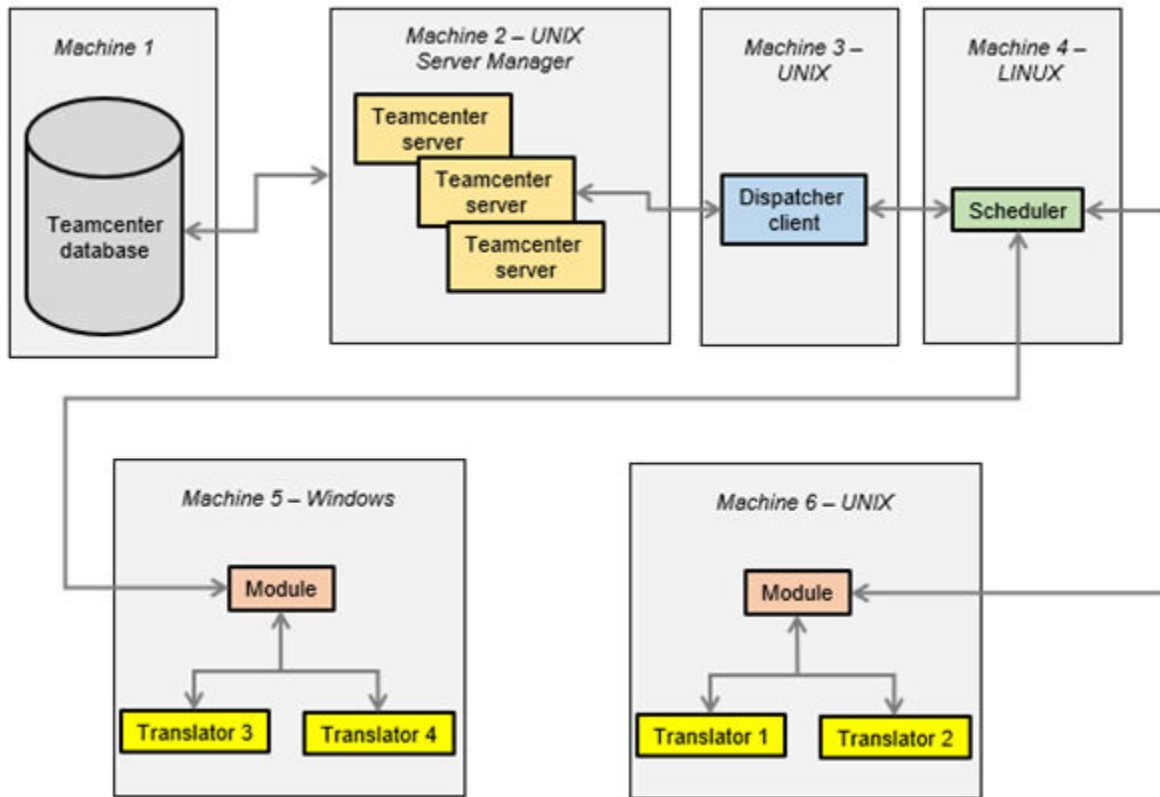 Machine 1
Machine 2 – UNIX
Server Manager
Machine 3 –
UNIX
Machine 4 –
LINUX
Teamcenter
database
Teamcenter
server
Teamcenter
server
Teamcenter
server
Dispatcher
client
Scheduler
Machine 5 – Windows
Module
Translator 3
Translator 4
Machine 6 – UNIX
Module
Translator 1
Translator 2